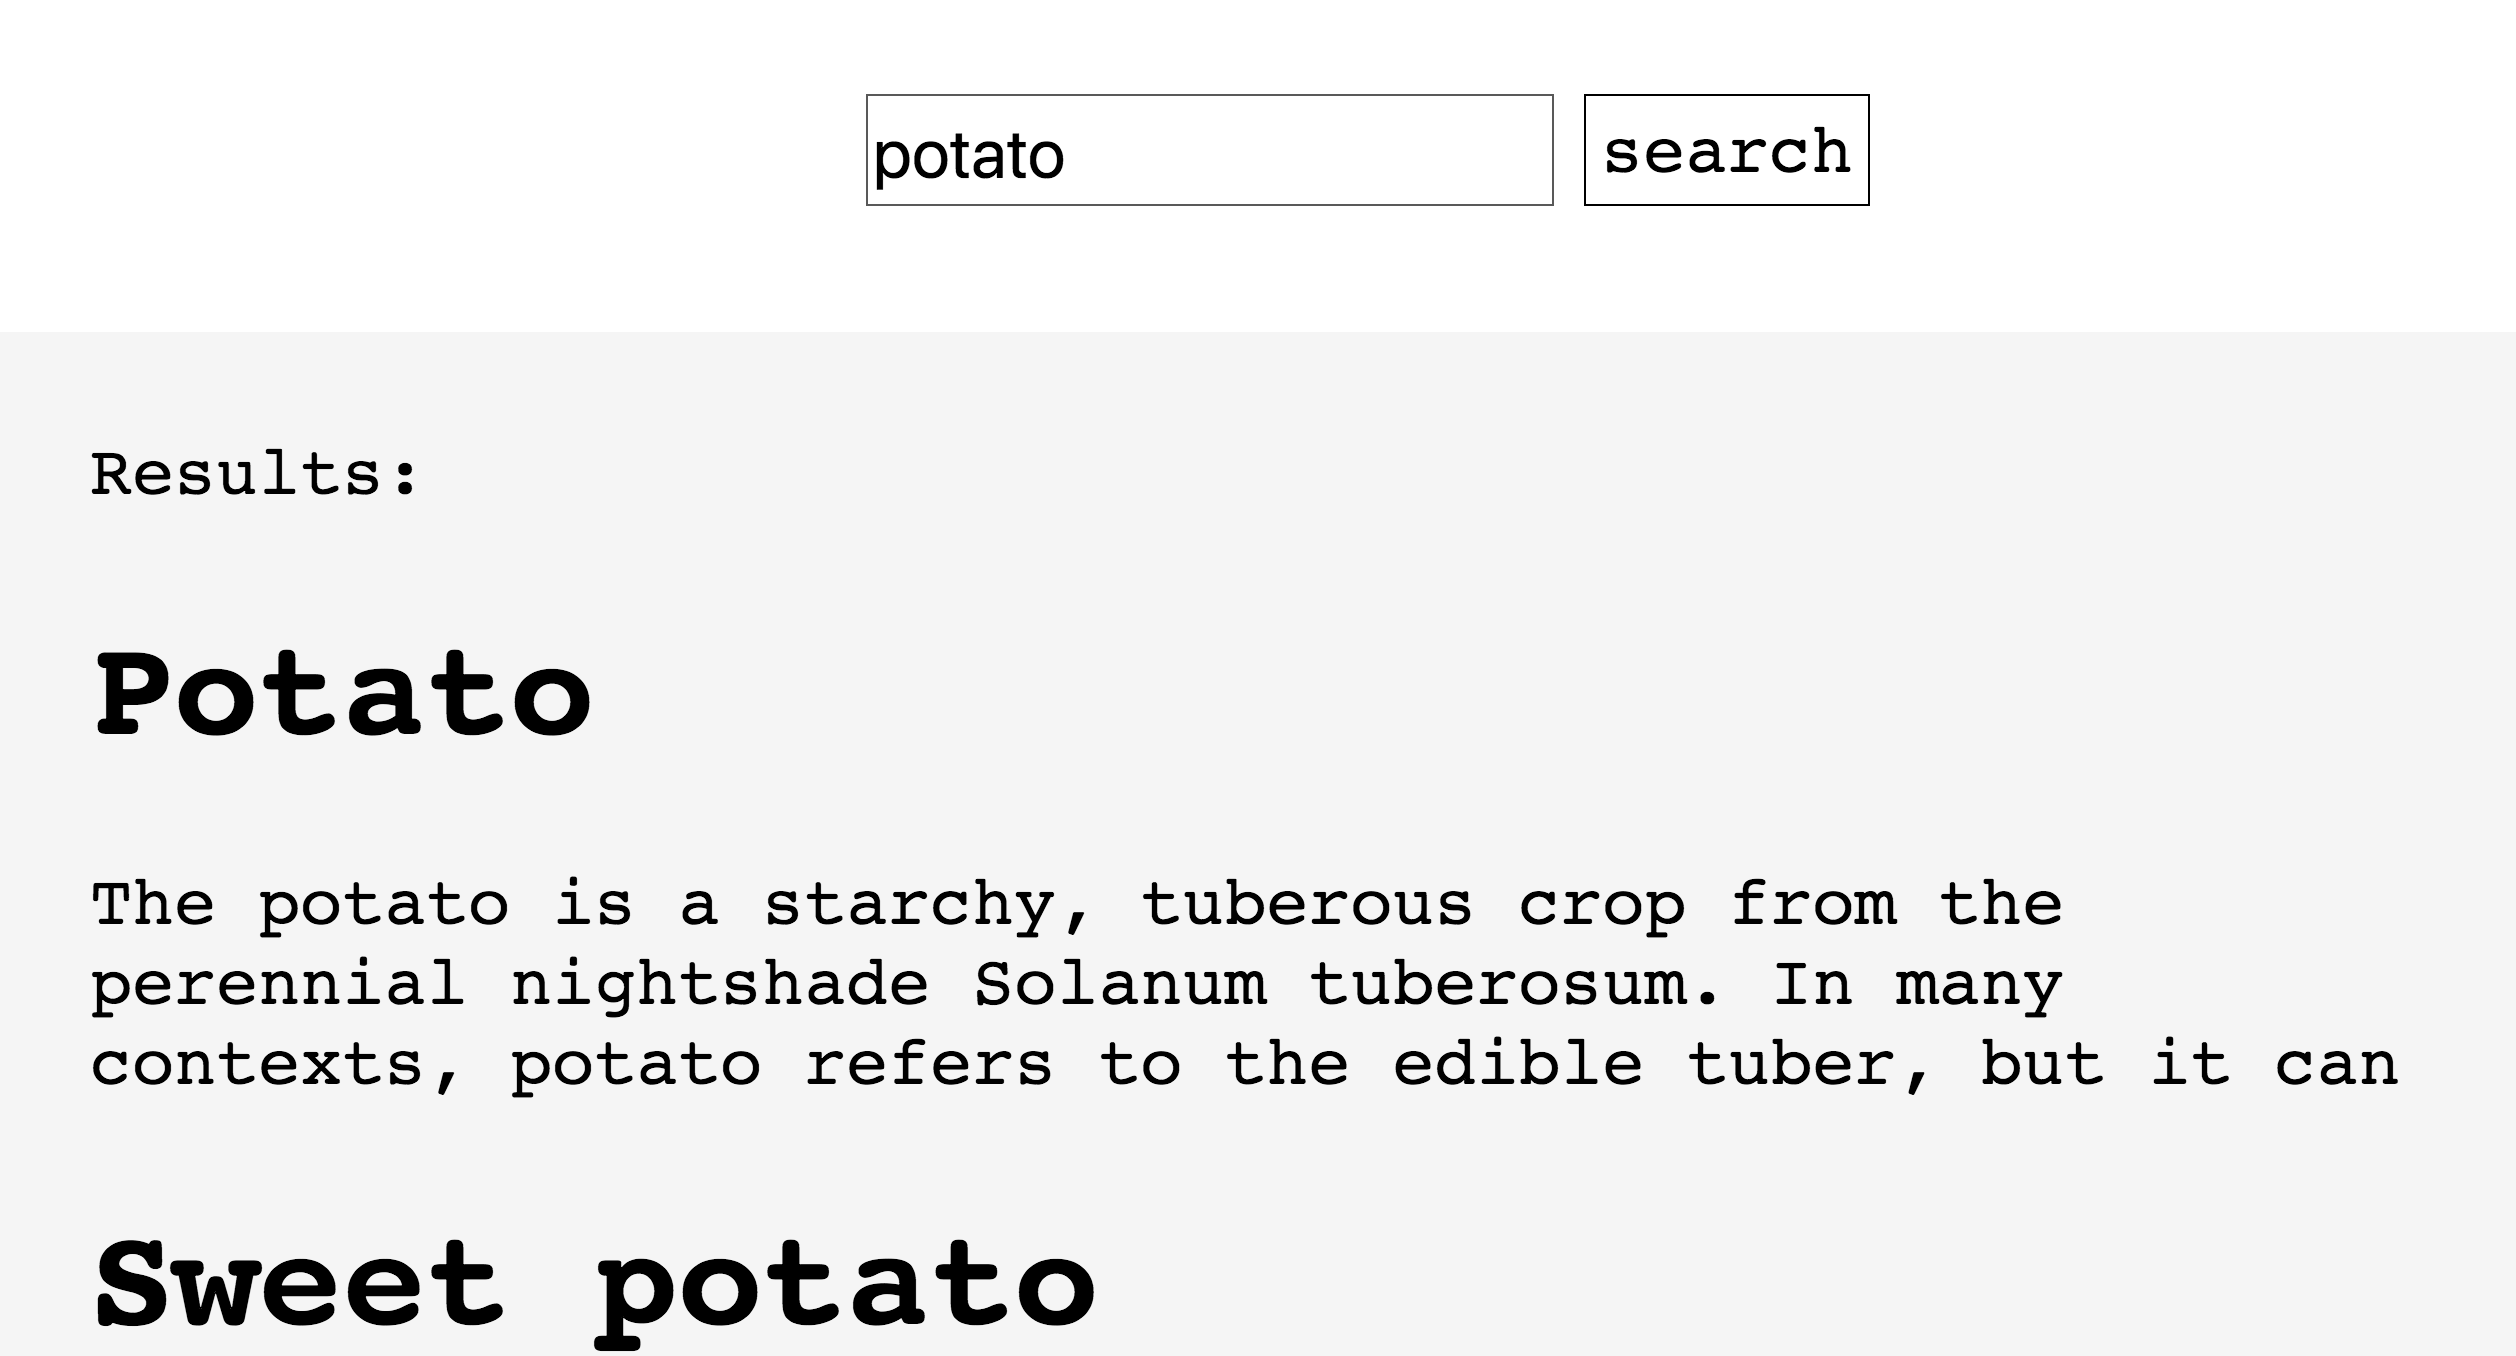 potato
search
Results:
Potato
The potato is a starchy, tuberous crop from the
perennial nightshade Solanum tuberosum. In many
contexts, potato refers to the edible tuber, but it can
Sweet potato